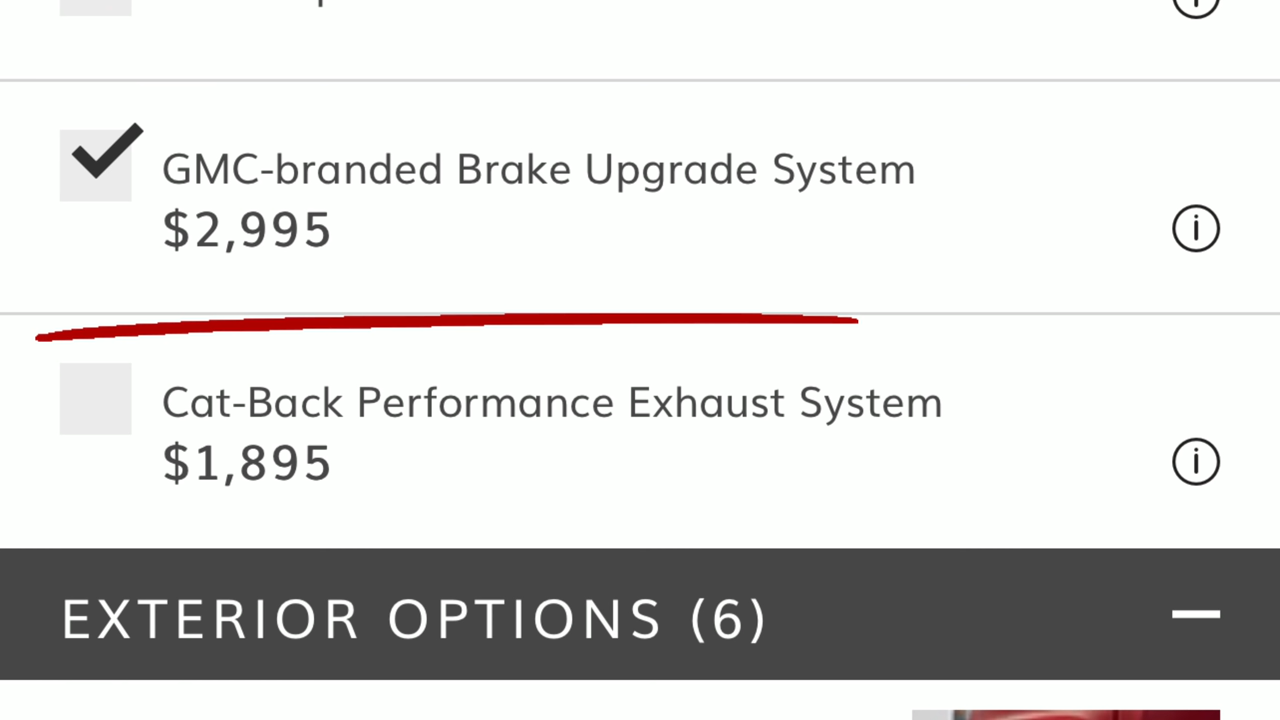 GMC-branded Brake Upgrade System
$2,995
Cat-Back Performance Exhaust System
$1,895
EXTERIOR OPTIONS (6)